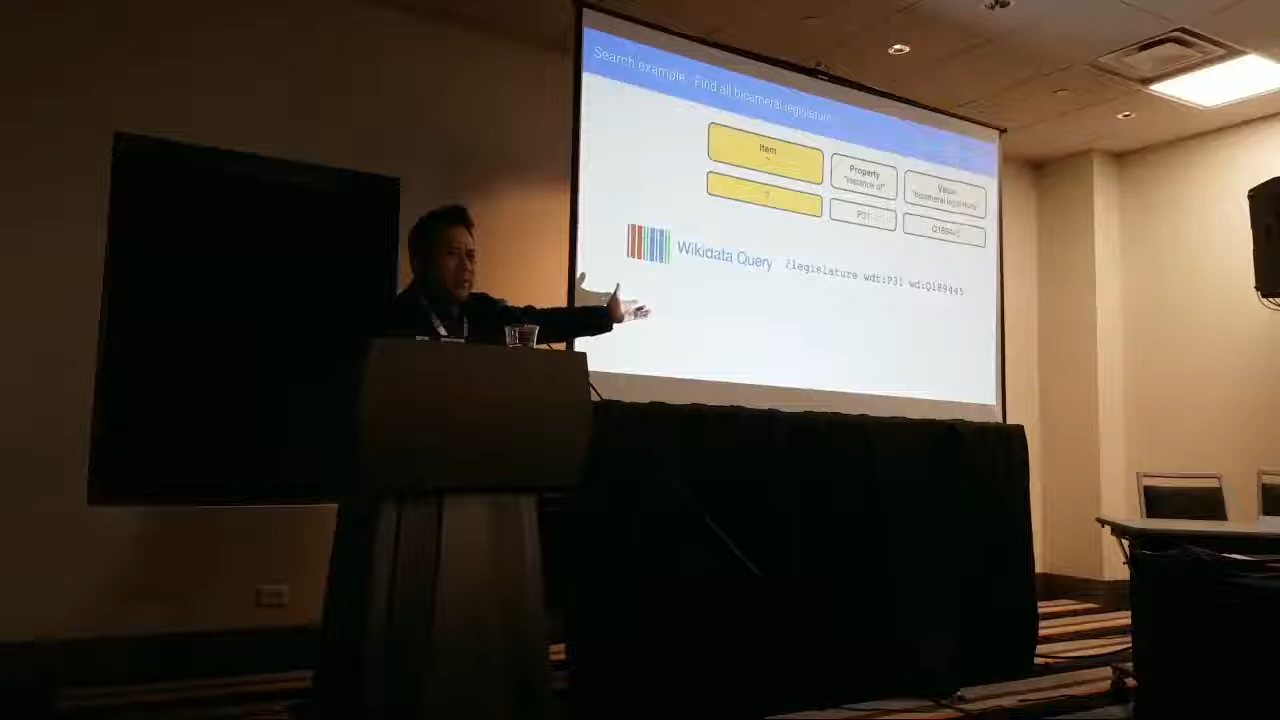 Search example: Find all bicameral legislature
Item
Property
"instance of"
Value
"bicameral legislature"
?
P31
Q189445
Wikidata Query
?legislature wdt:P31 wd:Q189445